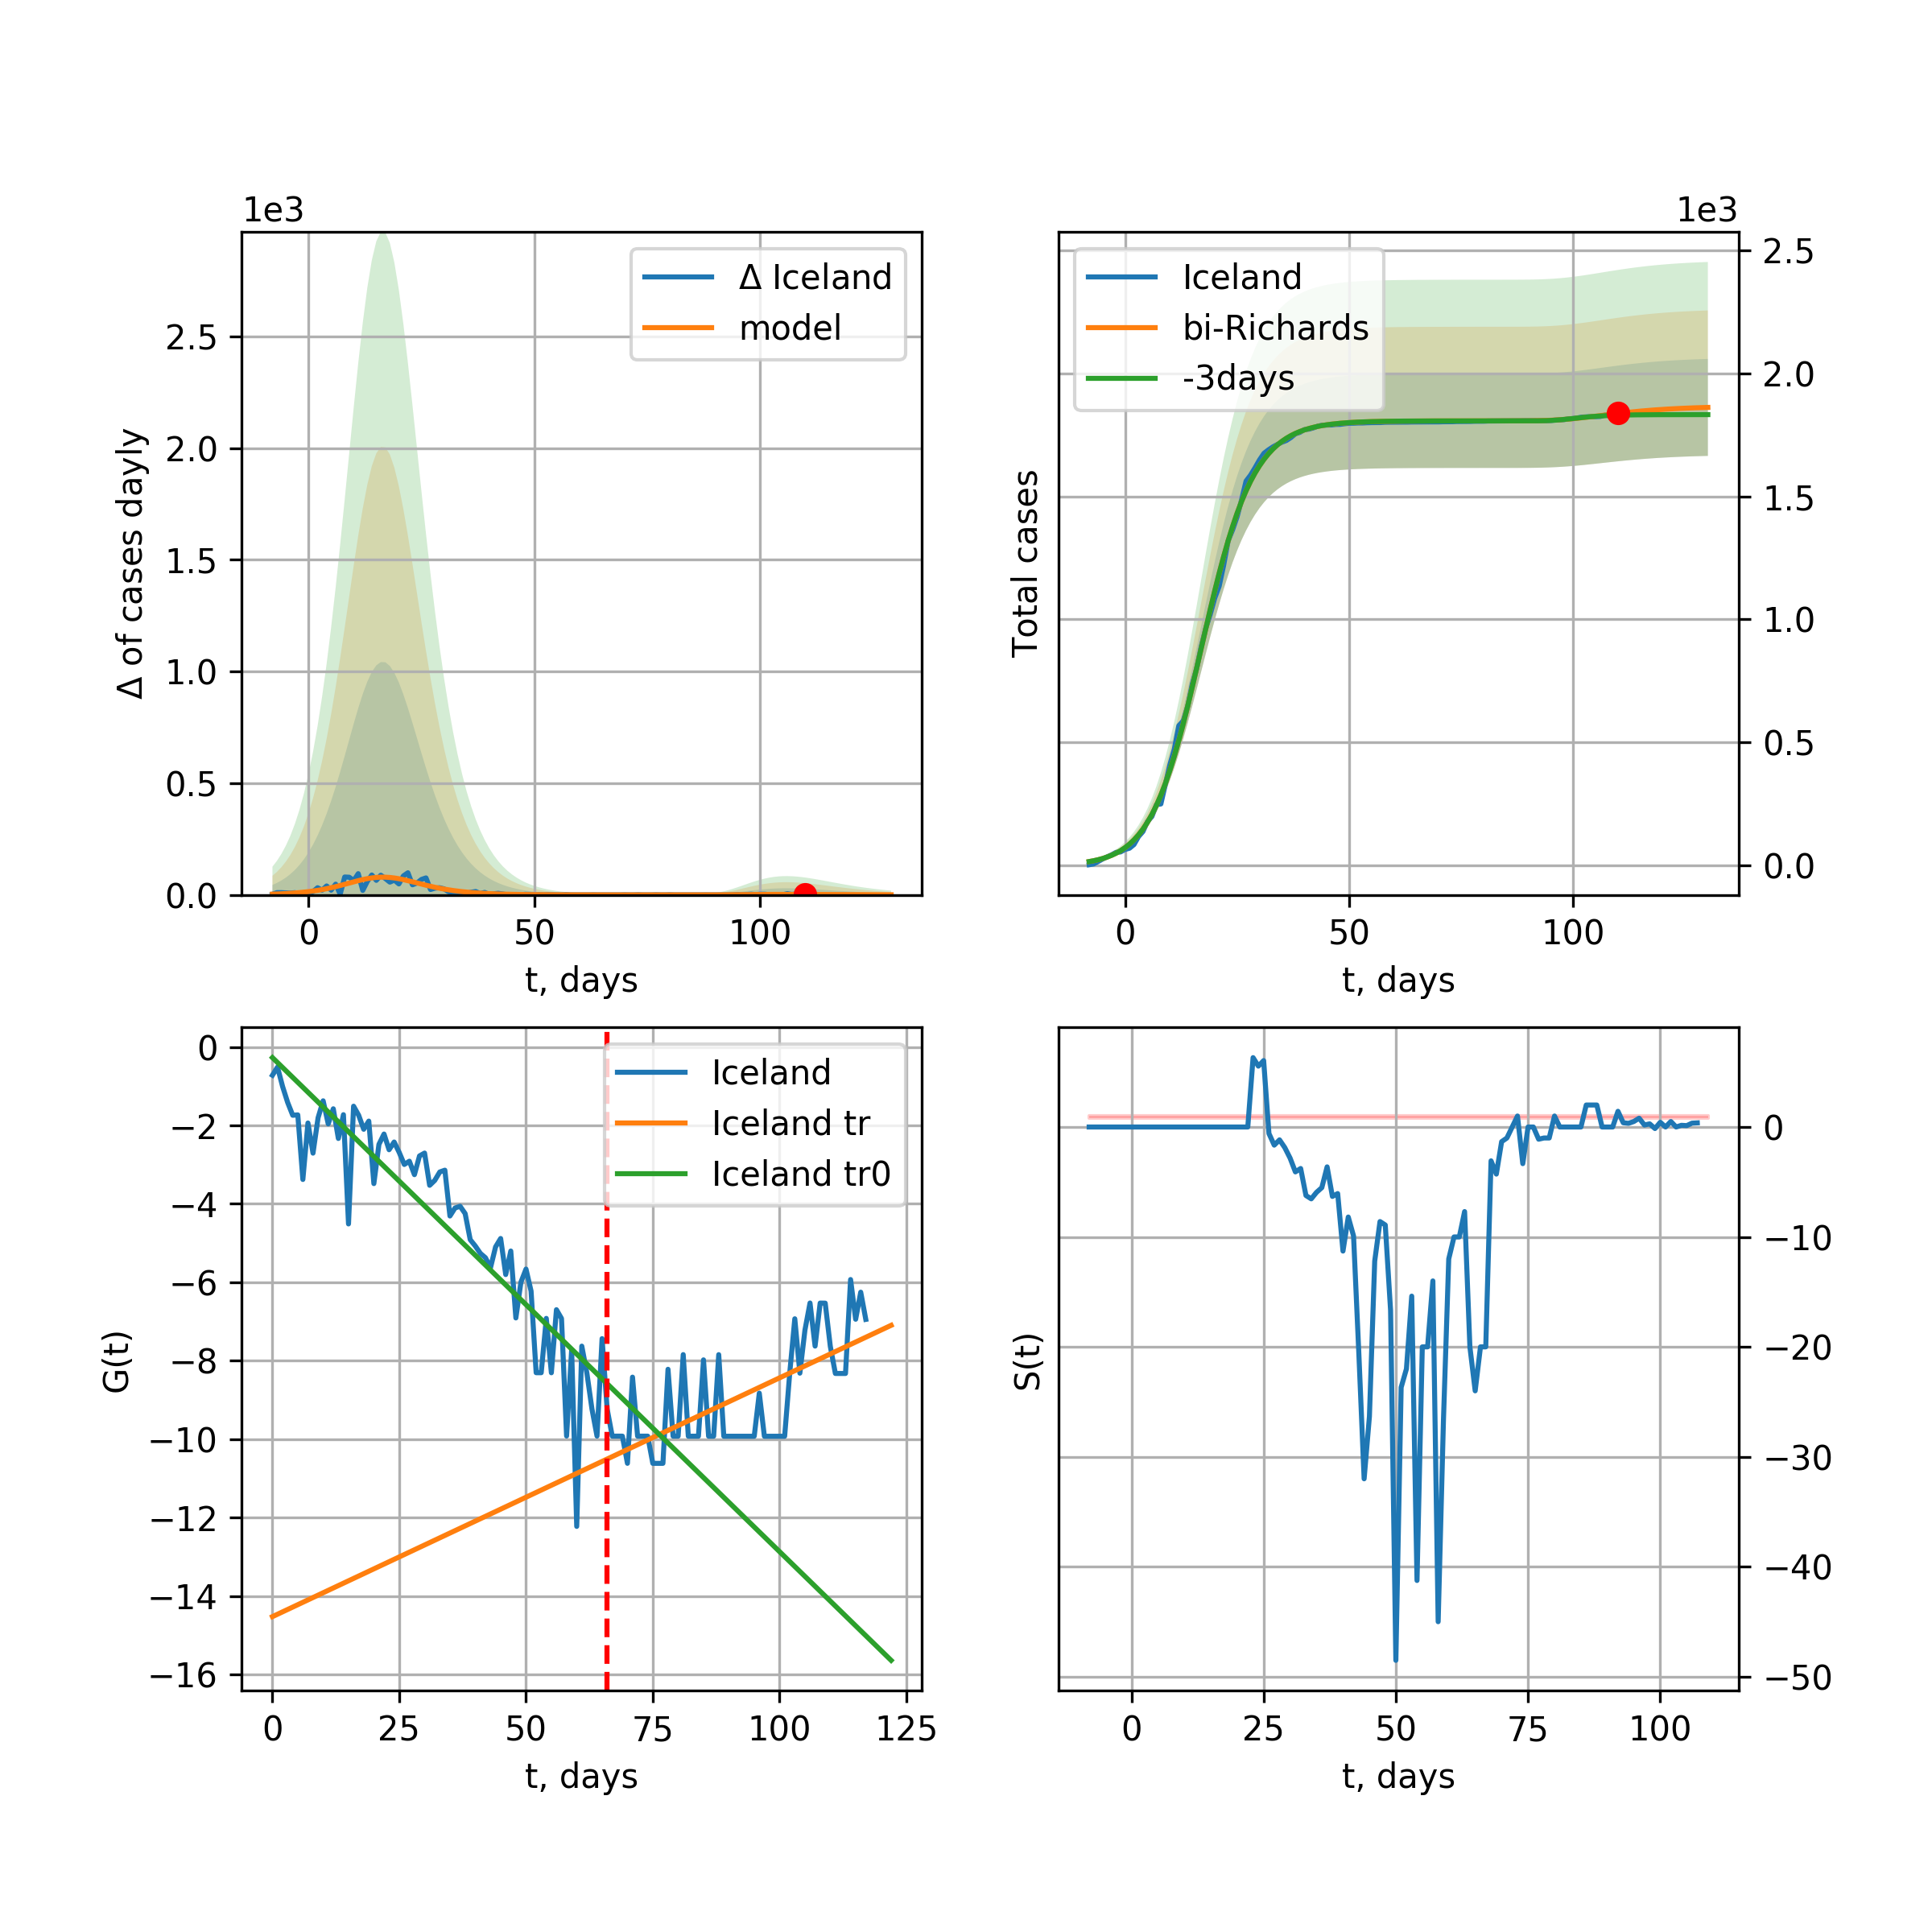 1e3
Δ of cases dayly
2.5
2.0
1.5
1.0
0.5
0.0
Δ Iceland
model
0 50 100
t, days
1e3
Total cases
Iceland
bi-Richards
-3days
2.5
2.0
1.5
1.0
0.5
0.0
0 50 100
t, days
G(t)
0
−2
−4
−6
−8
−10
−12
−14
−16
Iceland
Iceland tr
Iceland tr0
0 25 50 75 100 125
t, days
S(t)
0
−10
−20
−30
−40
−50
0 25 50 75 100
t, days